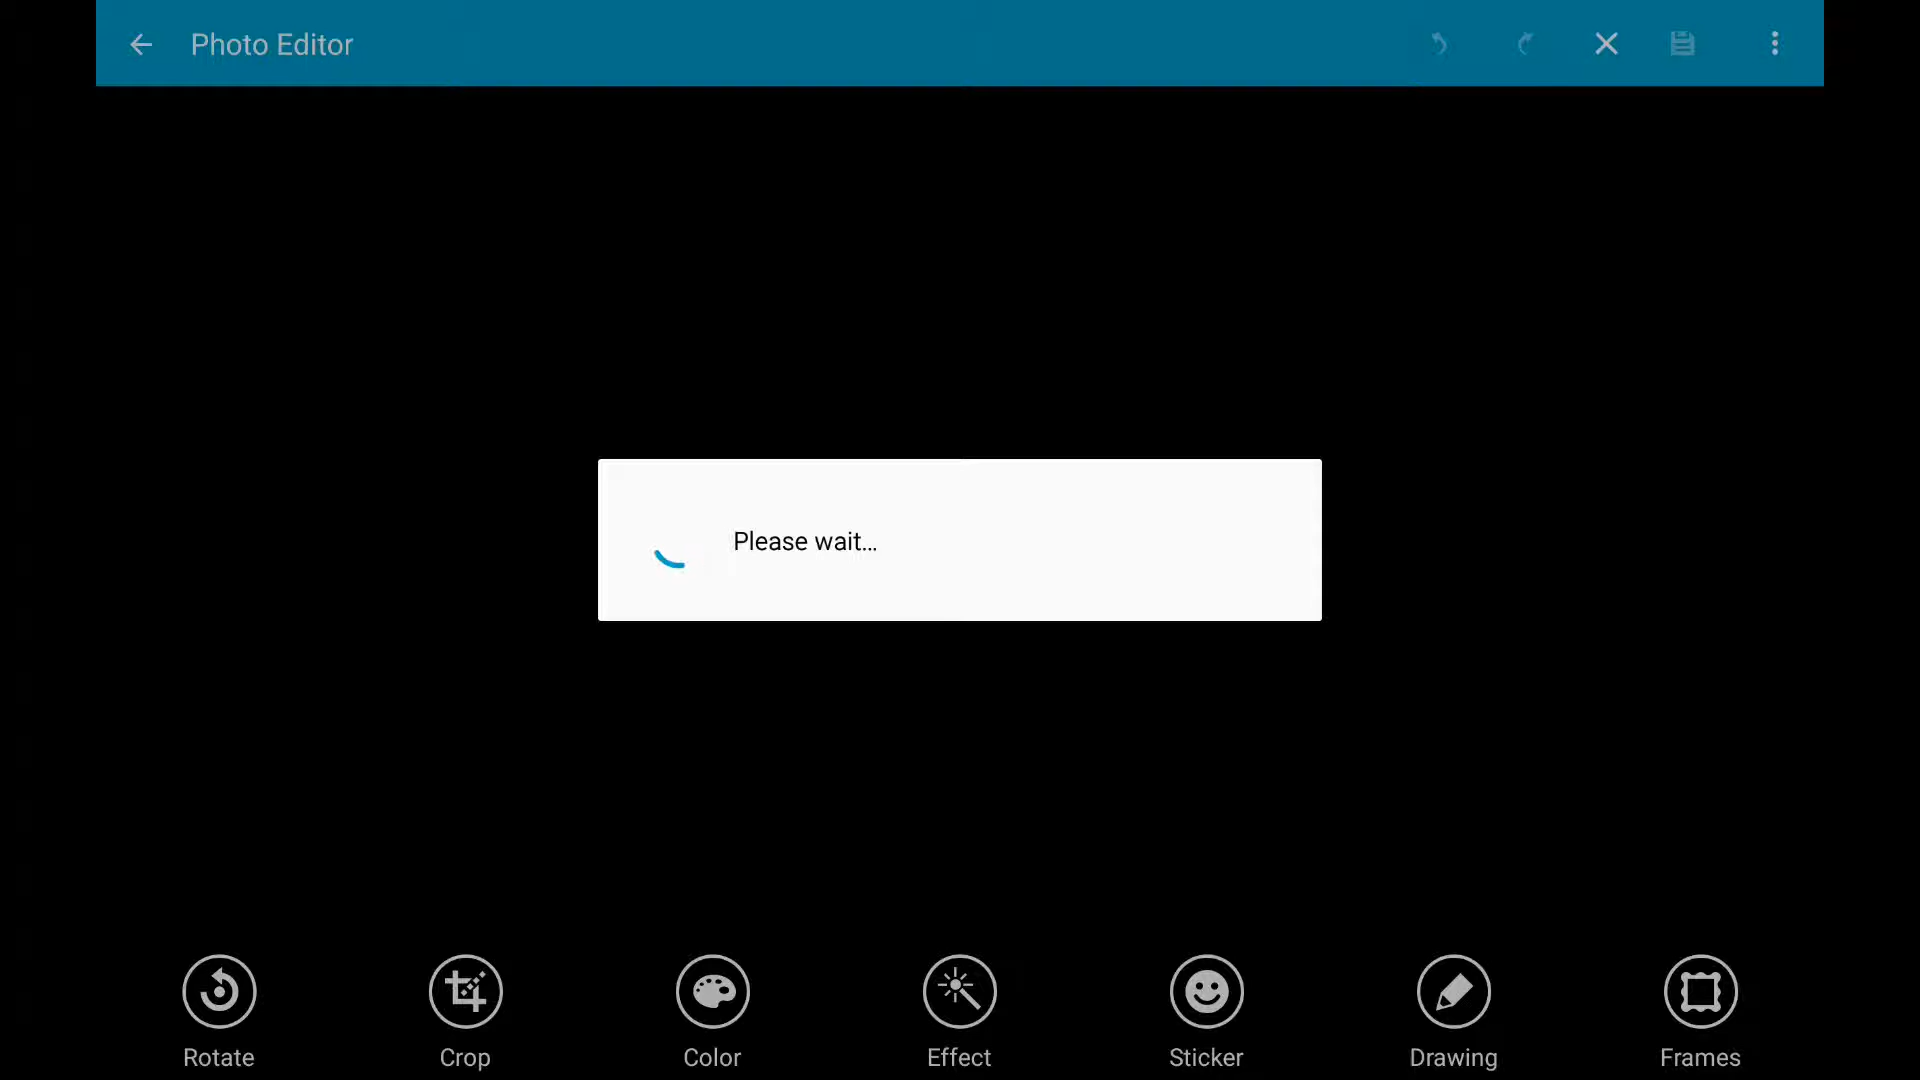 Photo Editor
Please wait...
Rotate
Crop
Color
Effect
Sticker
Drawing
Frames